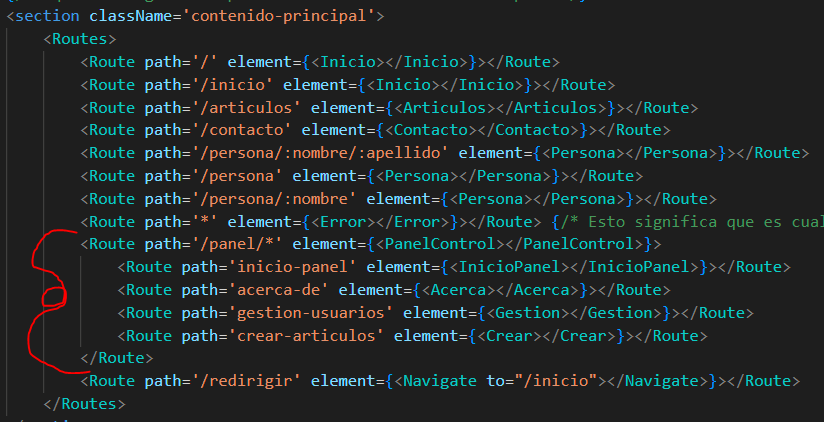 <section className='contenido-principal'>
<Routes>
<Route path='/' element={<Inicio></Inicio>}></Route>
<Route path='/inicio' element={<Inicio></Inicio>}></Route>
<Route path='/articulos' element={<Articulos></Articulos>}></Route>
<Route path='/contacto' element={<Contacto></Contacto>}></Route>
<Route path='/persona/:nombre/:apellido' element={<Persona></Persona>}></Route>
<Route path='/persona' element={<Persona></Persona>}></Route>
<Route path='/persona/:nombre' element={<Persona></Persona>}></Route>
<Route path='*' element={<Error></Error>}></Route> {/* Esto significa que es cual
<Route path='/panel/*' element={<PanelControl></PanelControl>}>
<Route path='inicio-panel' element={<InicioPanel></InicioPanel>}></Route>
<Route path='acerca-de' element={<Acerca></Acerca>}></Route>
<Route path='gestion-usuarios' element={<Gestion></Gestion>}></Route>
<Route path='crear-articulos' element={<Crear></Crear>}></Route>
</Route>
<Route path='/redirigir' element={<Navigate to="/inicio"></Navigate>}></Route>
</Routes>